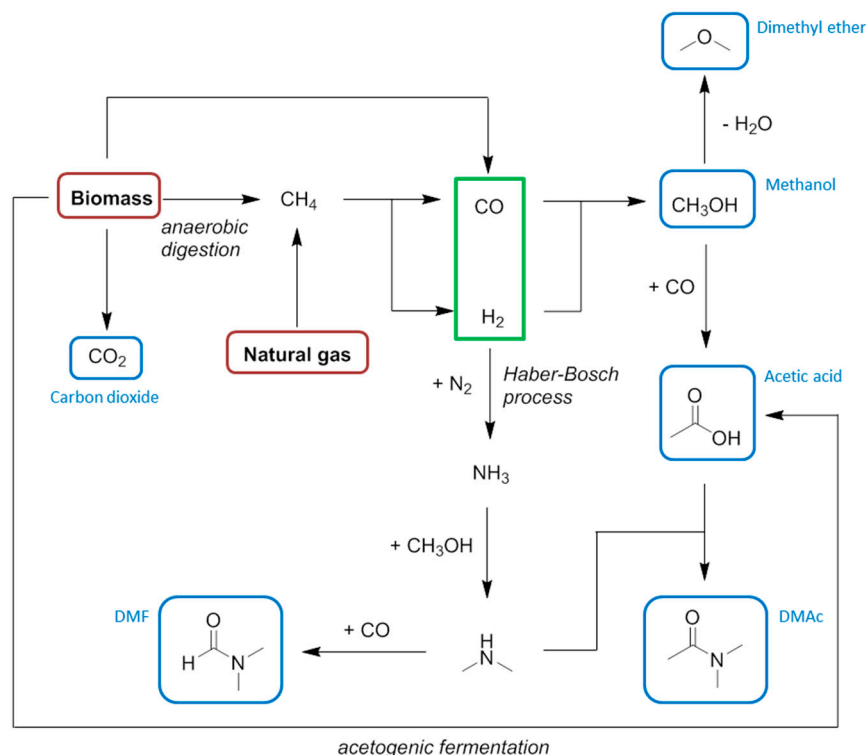 Dimethyl ether
O
- H₂O
Biomass
anaerobic
digestion
CH₄
CO
Methanol
CH₃OH
+ CO
H₂
Natural gas
CO₂
Carbon dioxide
+ N₂
Haber-Bosch
process
Acetic acid
O
OH
NH₃
+ CH₃OH
DMF
O
H
N
+ CO
H
N
DMAc
O
N
acetogenic fermentation